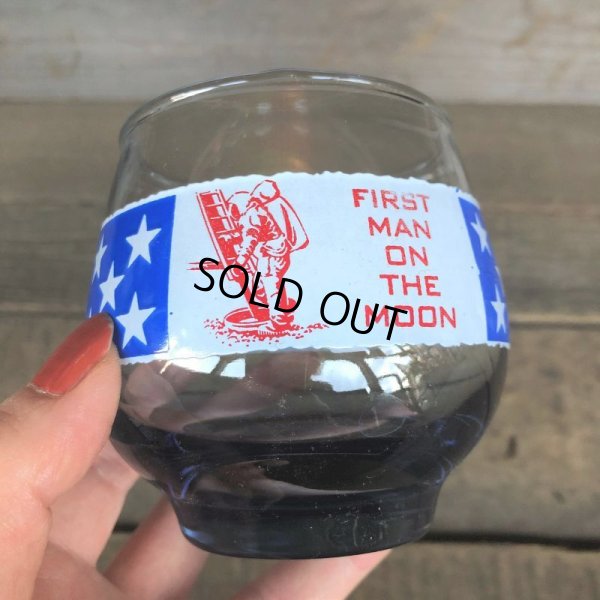 FIRST
MAN
ON
THE
MOON
SOLD OUT